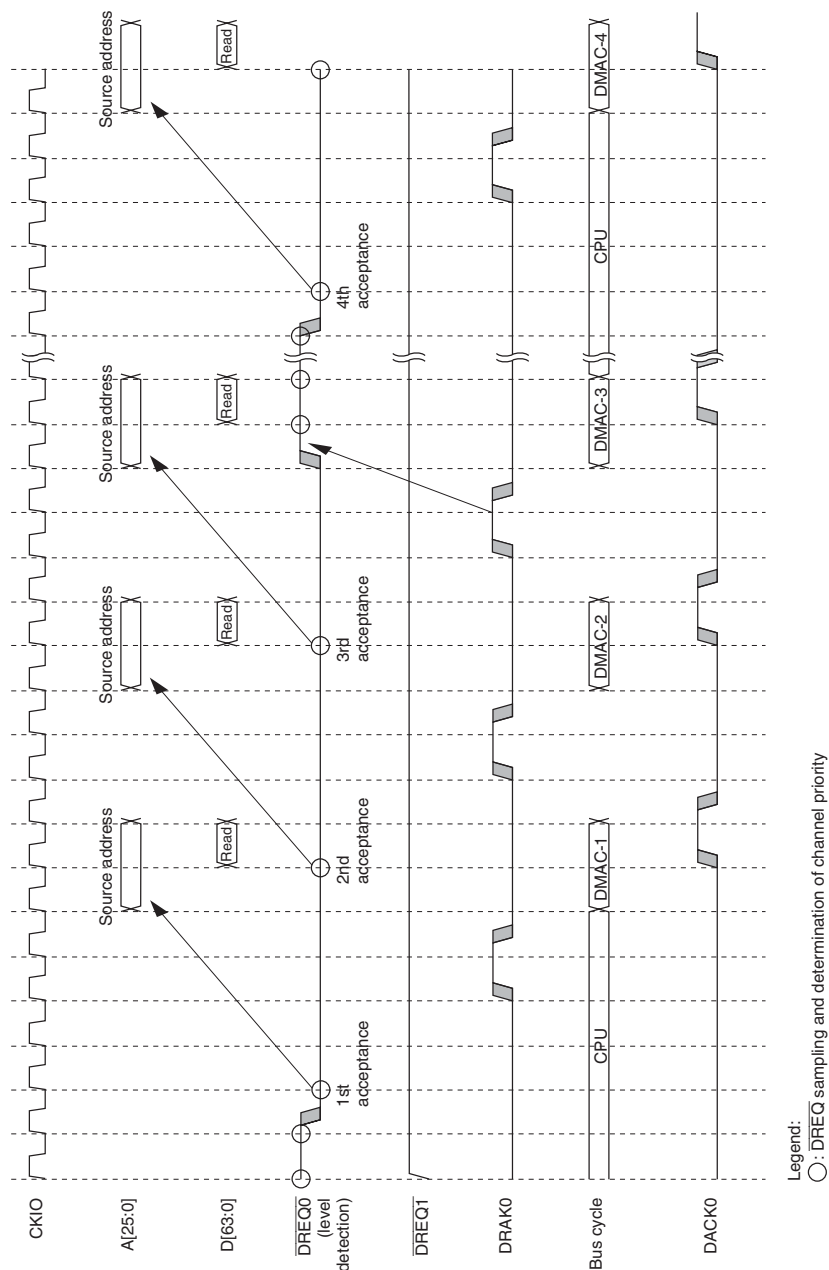 CKIO
A[25:0]
Source address
Source address
Source address
Source address
D[63:0]
Read
Read
Read
Read
DREQ0
(level
detection)
1st
acceptance
2nd
acceptance
3rd
acceptance
4th
acceptance
DREQ1
DRAK0
Bus cycle
CPU
DMAC-1
DMAC-2
DMAC-3
CPU
DMAC-4
DACK0
Legend:
: DREQ sampling and determination of channel priority